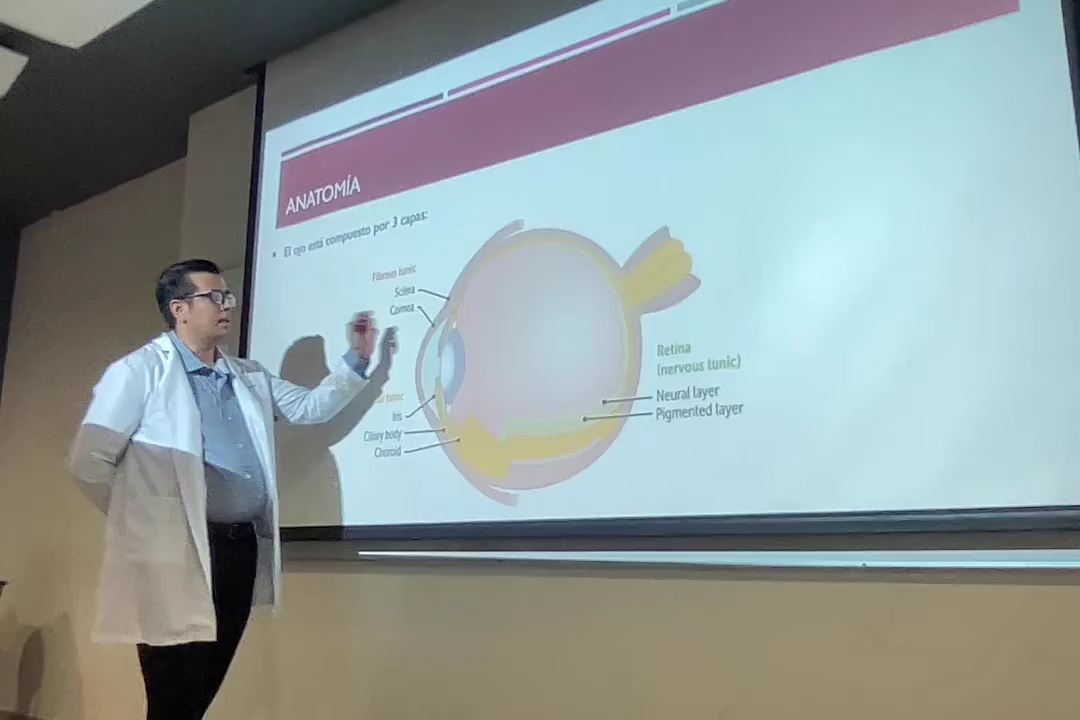 ANATOMÍA
El ojo está compuesto por 3 capas:
Fibrous tunic
Sclera
Cornea
tunic
Iris
Ciliary body
Choroid
Retina
(nervous tunic)
Neural layer
Pigmented layer